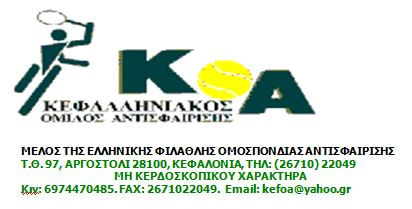 ΚΟΑ
ΚΕΦΑΛΛΗΝΙΑΚΟΣ
ΟΜΙΛΟΣ ΑΝΤΙΣΦΑΙΡΙΣΗΣ
ΜΕΛΟΣ ΤΗΣ ΕΛΛΗΝΙΚΗΣ ΦΙΛΑΘΛΗΣ ΟΜΟΣΠΟΝΔΙΑΣ ΑΝΤΙΣΦΑΙΡΙΣΗΣ
Τ.Θ. 97, ΑΡΓΟΣΤΟΛΙ 28100, ΚΕΦΑΛΟΝΙΑ, ΤΗΛ: (26710) 22049
ΜΗ ΚΕΡΔΟΣΚΟΠΙΚΟΥ ΧΑΡΑΚΤΗΡΑ
Κιν: 6974470485. FAX: 2671022049. Email: kefoa@yahoo.gr